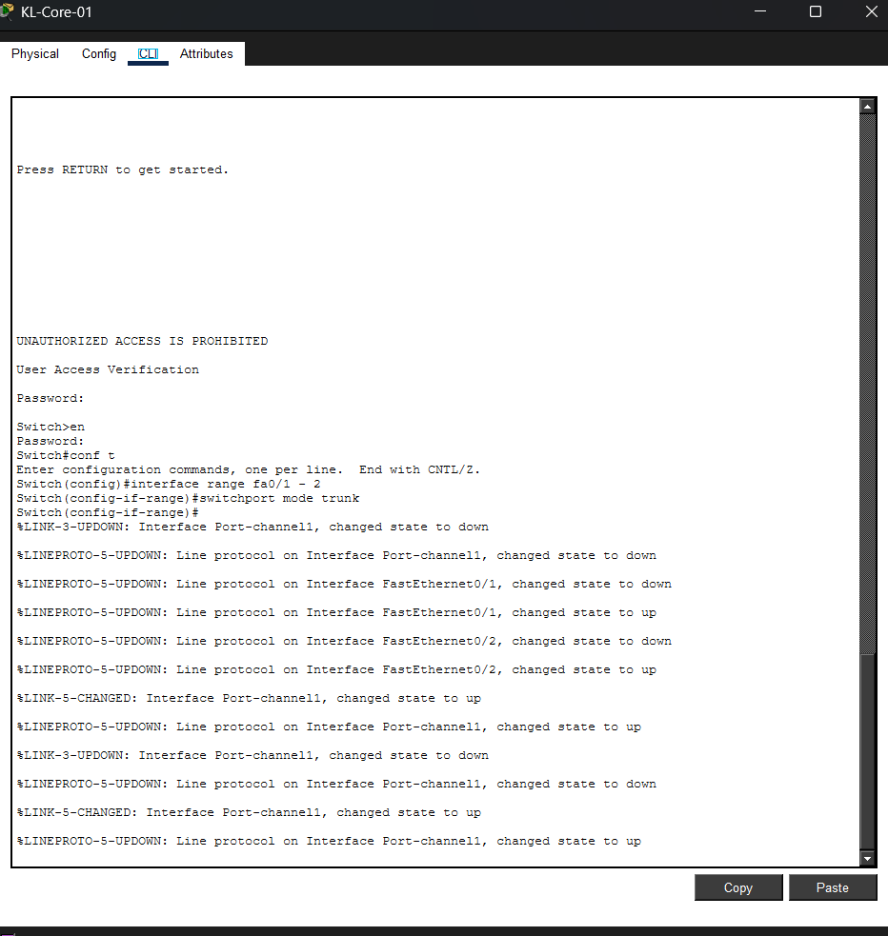 KL-Core-01
Physical Config CLI Attributes
Press RETURN to get started.
UNAUTHORIZED ACCESS IS PROHIBITED
User Access Verification
Password:
Switch>en
Password:
Switch#conf t
Enter configuration commands, one per line.  End with CNTL/Z.
Switch(config)#interface range fa0/1 - 2
Switch(config-if-range)#switchport mode trunk
Switch(config-if-range)#
%LINK-3-UPDOWN: Interface Port-channel1, changed state to down
%LINEPROTO-5-UPDOWN: Line protocol on Interface Port-channel1, changed state to down
%LINEPROTO-5-UPDOWN: Line protocol on Interface FastEthernet0/1, changed state to down
%LINEPROTO-5-UPDOWN: Line protocol on Interface FastEthernet0/1, changed state to up
%LINEPROTO-5-UPDOWN: Line protocol on Interface FastEthernet0/2, changed state to down
%LINEPROTO-5-UPDOWN: Line protocol on Interface FastEthernet0/2, changed state to up
%LINK-5-CHANGED: Interface Port-channel1, changed state to up
%LINEPROTO-5-UPDOWN: Line protocol on Interface Port-channel1, changed state to up
%LINK-3-UPDOWN: Interface Port-channel1, changed state to down
%LINEPROTO-5-UPDOWN: Line protocol on Interface Port-channel1, changed state to down
%LINK-5-CHANGED: Interface Port-channel1, changed state to up
%LINEPROTO-5-UPDOWN: Line protocol on Interface Port-channel1, changed state to up
Copy Paste